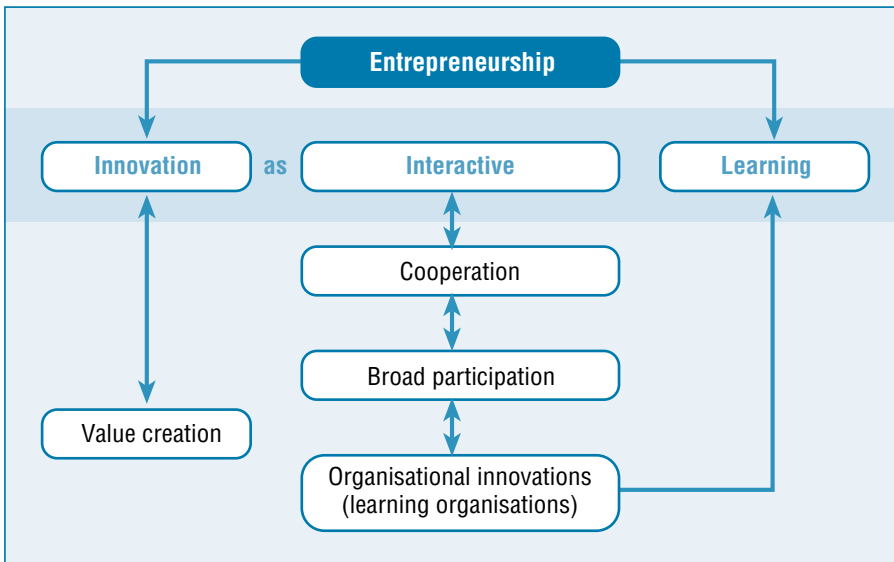 Entrepreneurship
Innovation as Interactive Learning
Cooperation
Broad participation
Value creation
Organisational innovations
(learning organisations)